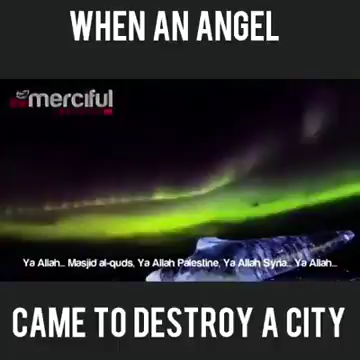 WHEN AN ANGEL
merciful
Ya Allah... Masjid al-quds, Ya Allah Palestine, Ya Allah Syria... Ya Allah...
CAME TO DESTROY A CITY